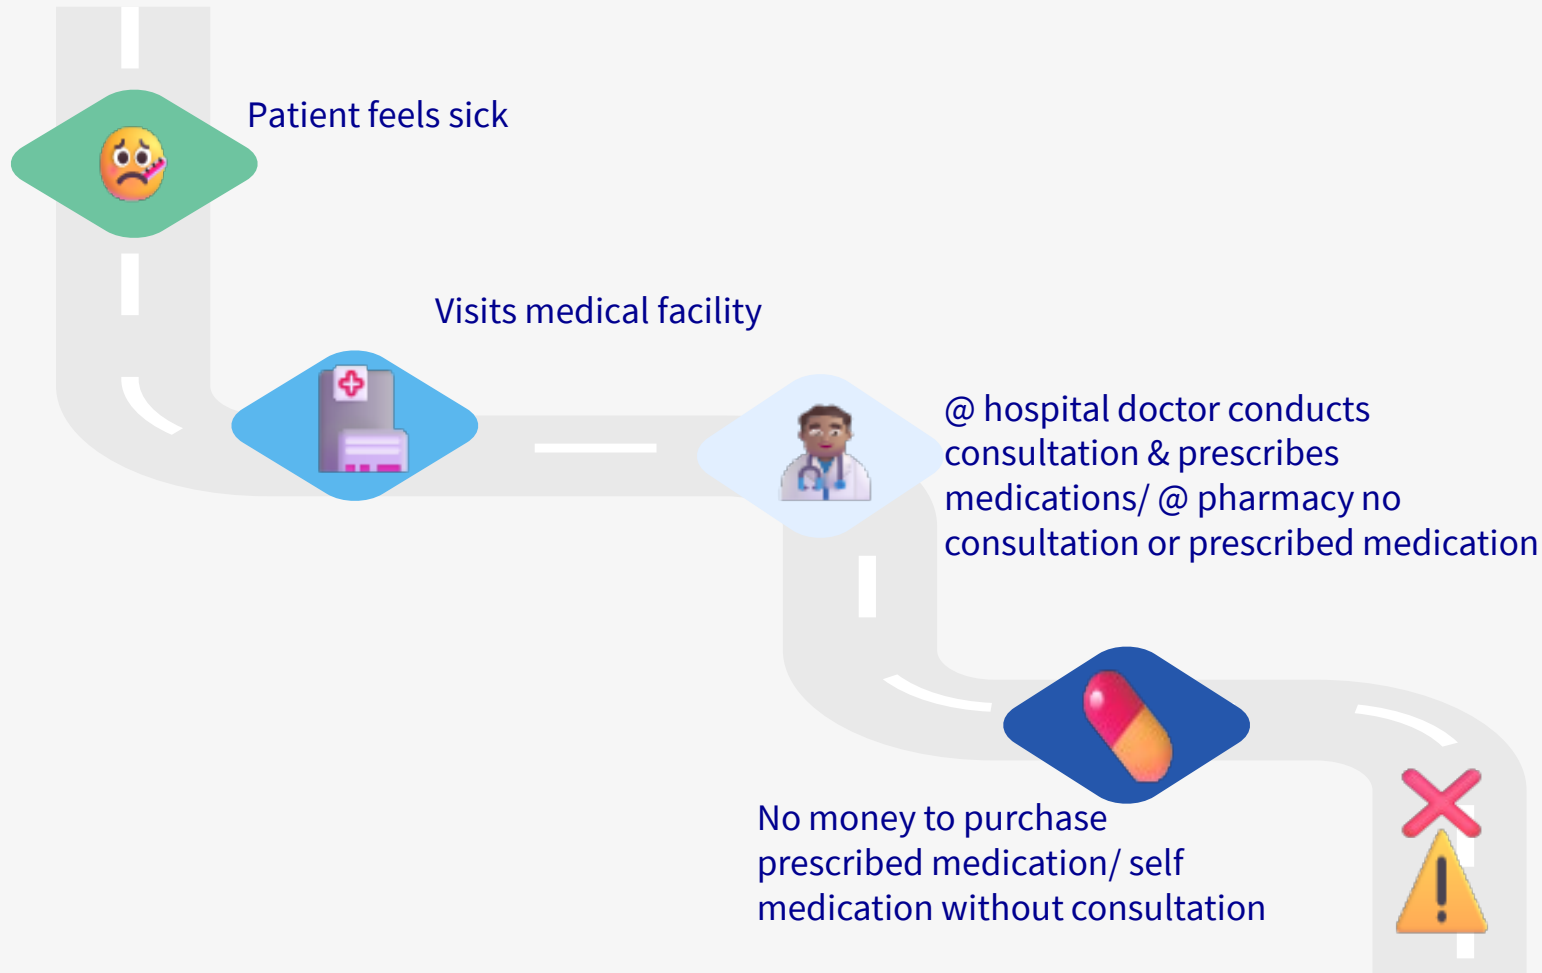 Patient feels sick
Visits medical facility
@ hospital doctor conducts
consultation & prescribes
medications/ @ pharmacy no
consultation or prescribed medication
No money to purchase
prescribed medication/ self
medication without consultation